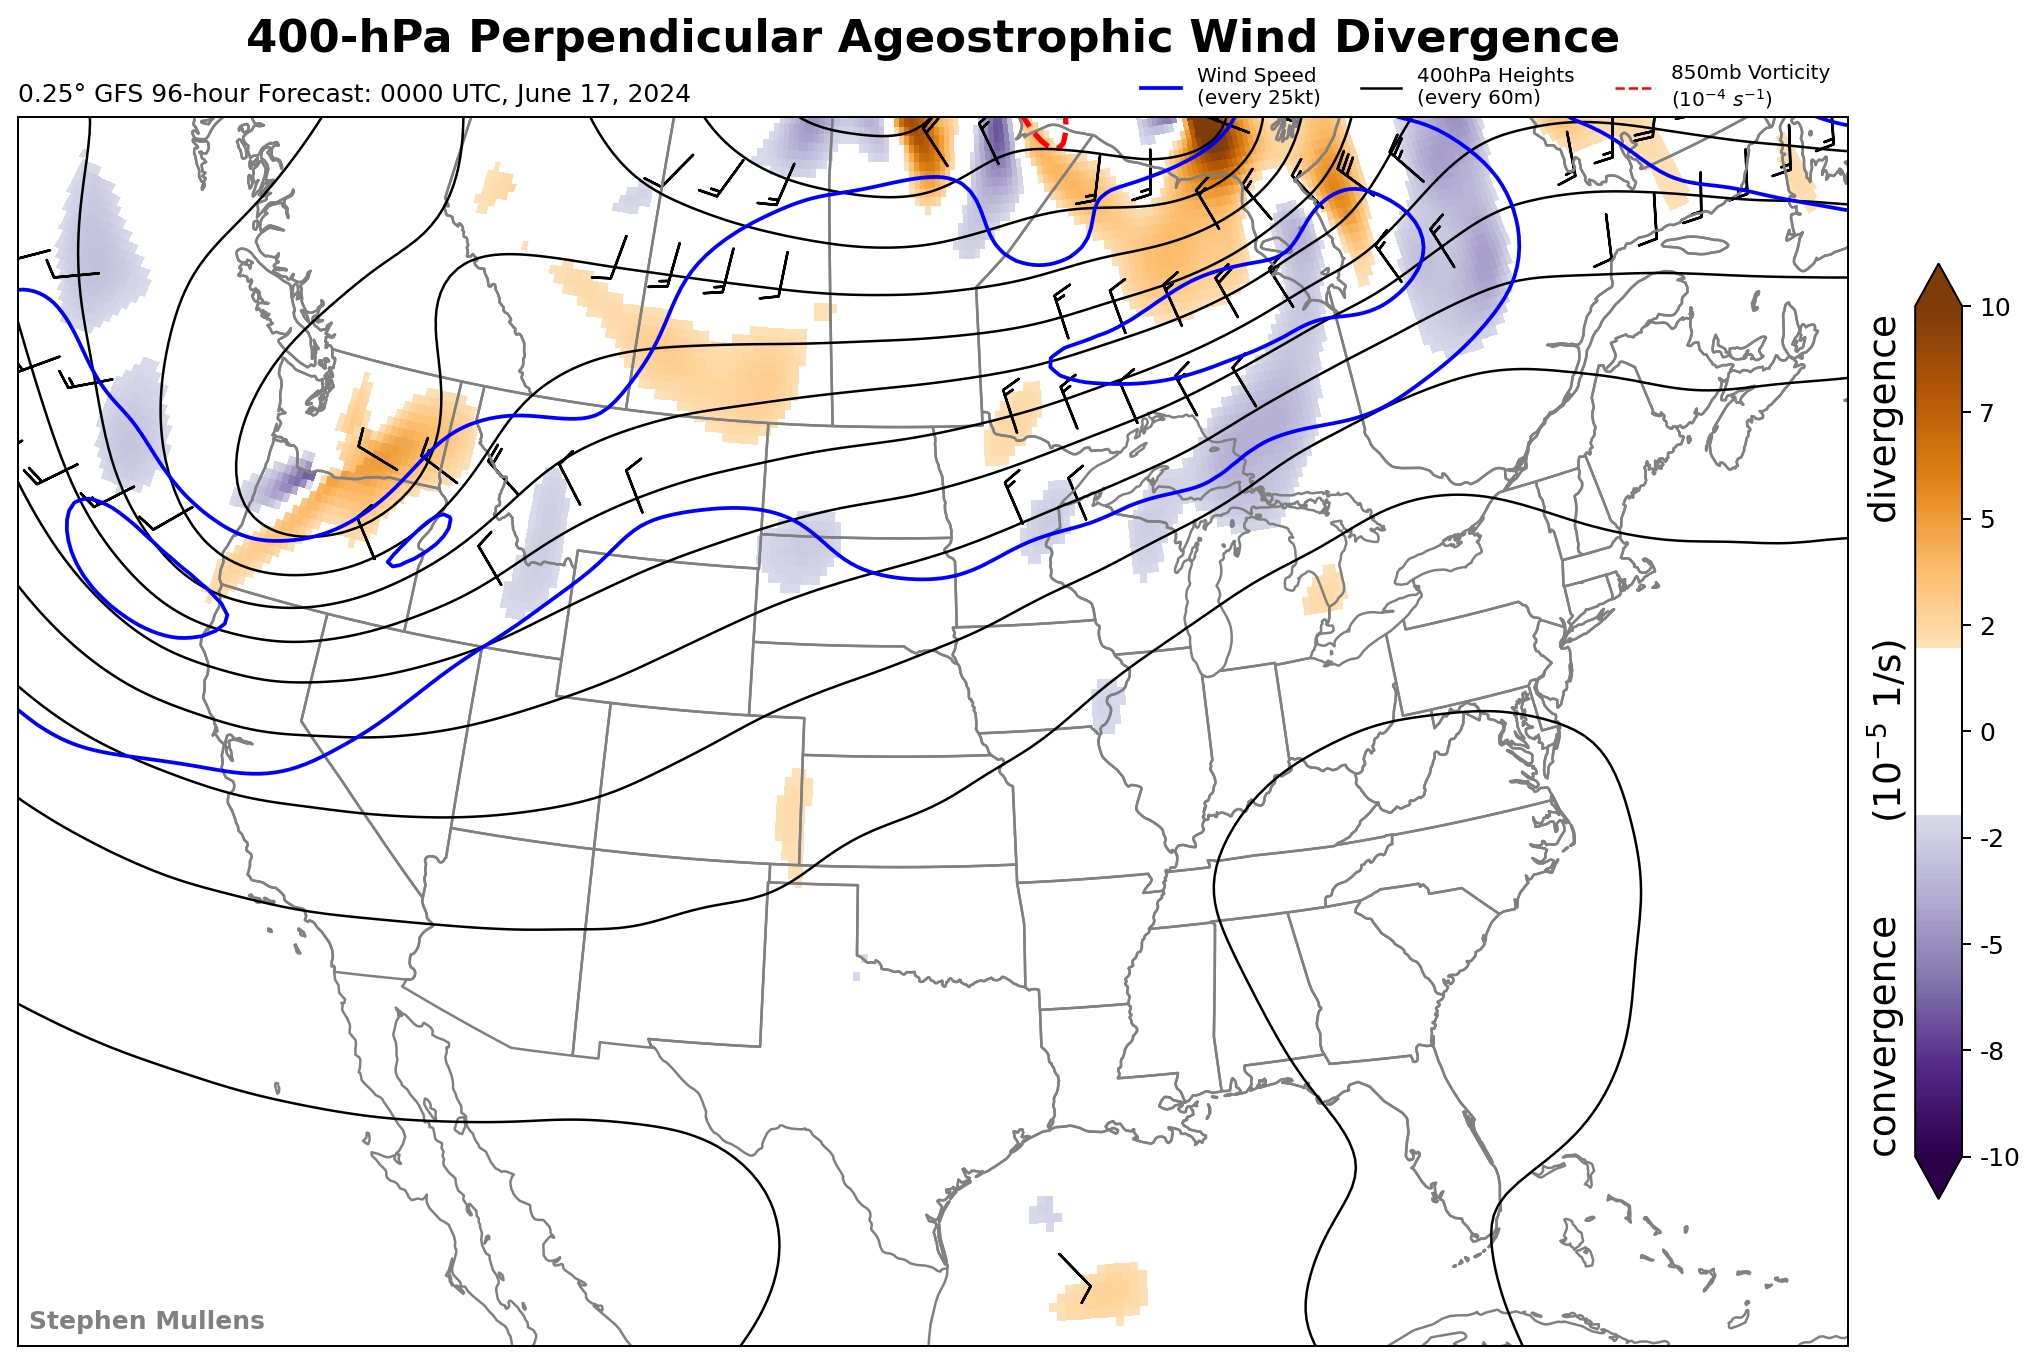 400-hPa Perpendicular Ageostrophic Wind Divergence
0.25° GFS 96-hour Forecast: 0000 UTC, June 17, 2024
Wind Speed
(every 25kt)
400hPa Heights
(every 60m)
850mb Vorticity
(10⁻⁴ s⁻¹)
10
7
5
2
0
-2
-5
-8
-10
convergence (10⁻⁵ 1/s) divergence
Stephen Mullens